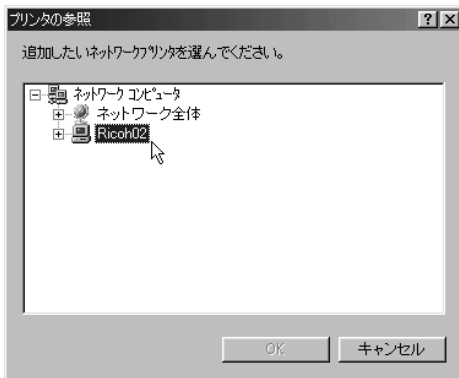 プリンタの参照
追加したいネットワークプリンタを選んでください。
ネットワーク コンピュータ
ネットワーク全体
Ricoh02
OK キャンセル